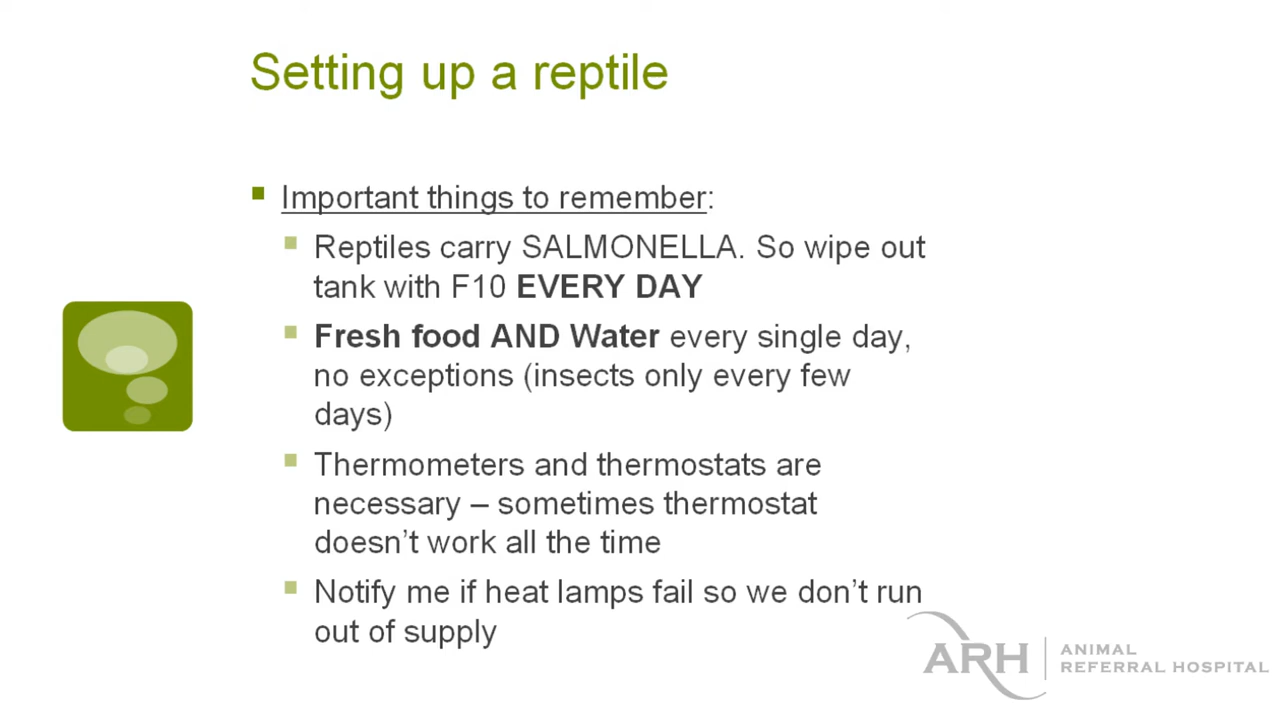 Setting up a reptile
Important things to remember:
Reptiles carry SALMONELLA. So wipe out
tank with F10 EVERY DAY
Fresh food AND Water every single day,
no exceptions (insects only every few
days)
Thermometers and thermostats are
necessary – sometimes thermostat
doesn’t work all the time
Notify me if heat lamps fail so we don’t run
out of supply
ARH
ANIMAL
REFERRAL HOSPITAL